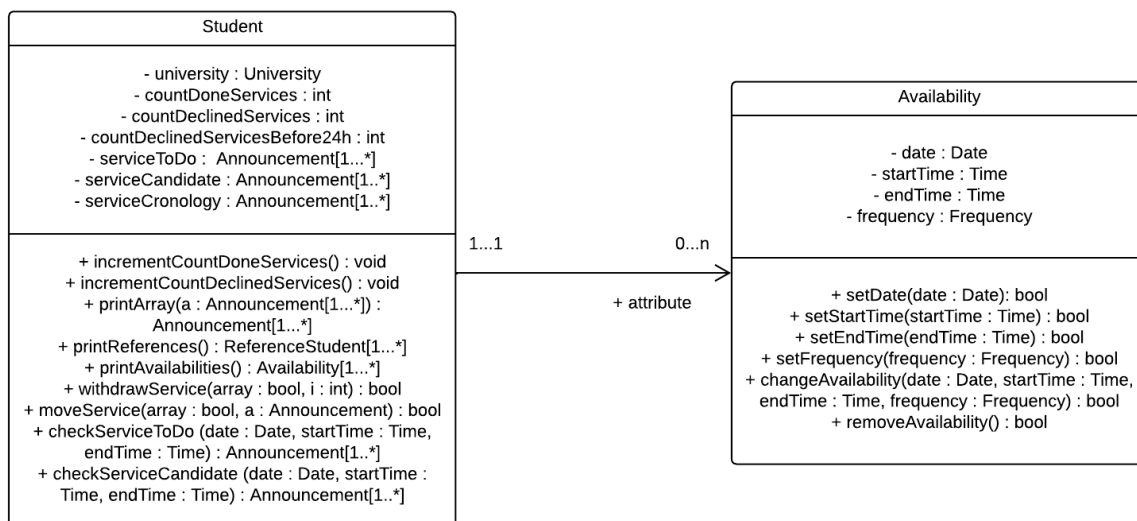 Student
- university : University
- countDoneServices : int
- countDeclinedServices : int
- countDeclinedServicesBefore24h : int
- serviceToDo :  Announcement[1...*]
- serviceCandidate : Announcement[1..*]
- serviceCronology : Announcement[1..*]
+ incrementCountDoneServices() : void
+ incrementCountDeclinedServices() : void
+ printArray(a : Announcement[1...*]) :
Announcement[1...*]
+ printReferences() : ReferenceStudent[1...*]
+ printAvailabilities() : Availability[1...*]
+ withdrawService(array : bool, i : int) : bool
+ moveService(array : bool, a : Announcement) : bool
+ checkServiceToDo (date : Date, startTime : Time,
endTime : Time) : Announcement[1..*]
+ checkServiceCandidate (date : Date, startTime :
Time, endTime : Time) : Announcement[1..*]
1...1
0...n
+ attribute
Availability
- date : Date
- startTime : Time
- endTime : Time
- frequency : Frequency
+ setDate(date : Date): bool
+ setStartTime(startTime : Time) : bool
+ setEndTime(endTime : Time) : bool
+ setFrequency(frequency : Frequency) : bool
+ changeAvailability(date : Date, startTime : Time,
endTime : Time, frequency : Frequency) : bool
+ removeAvailability() : bool